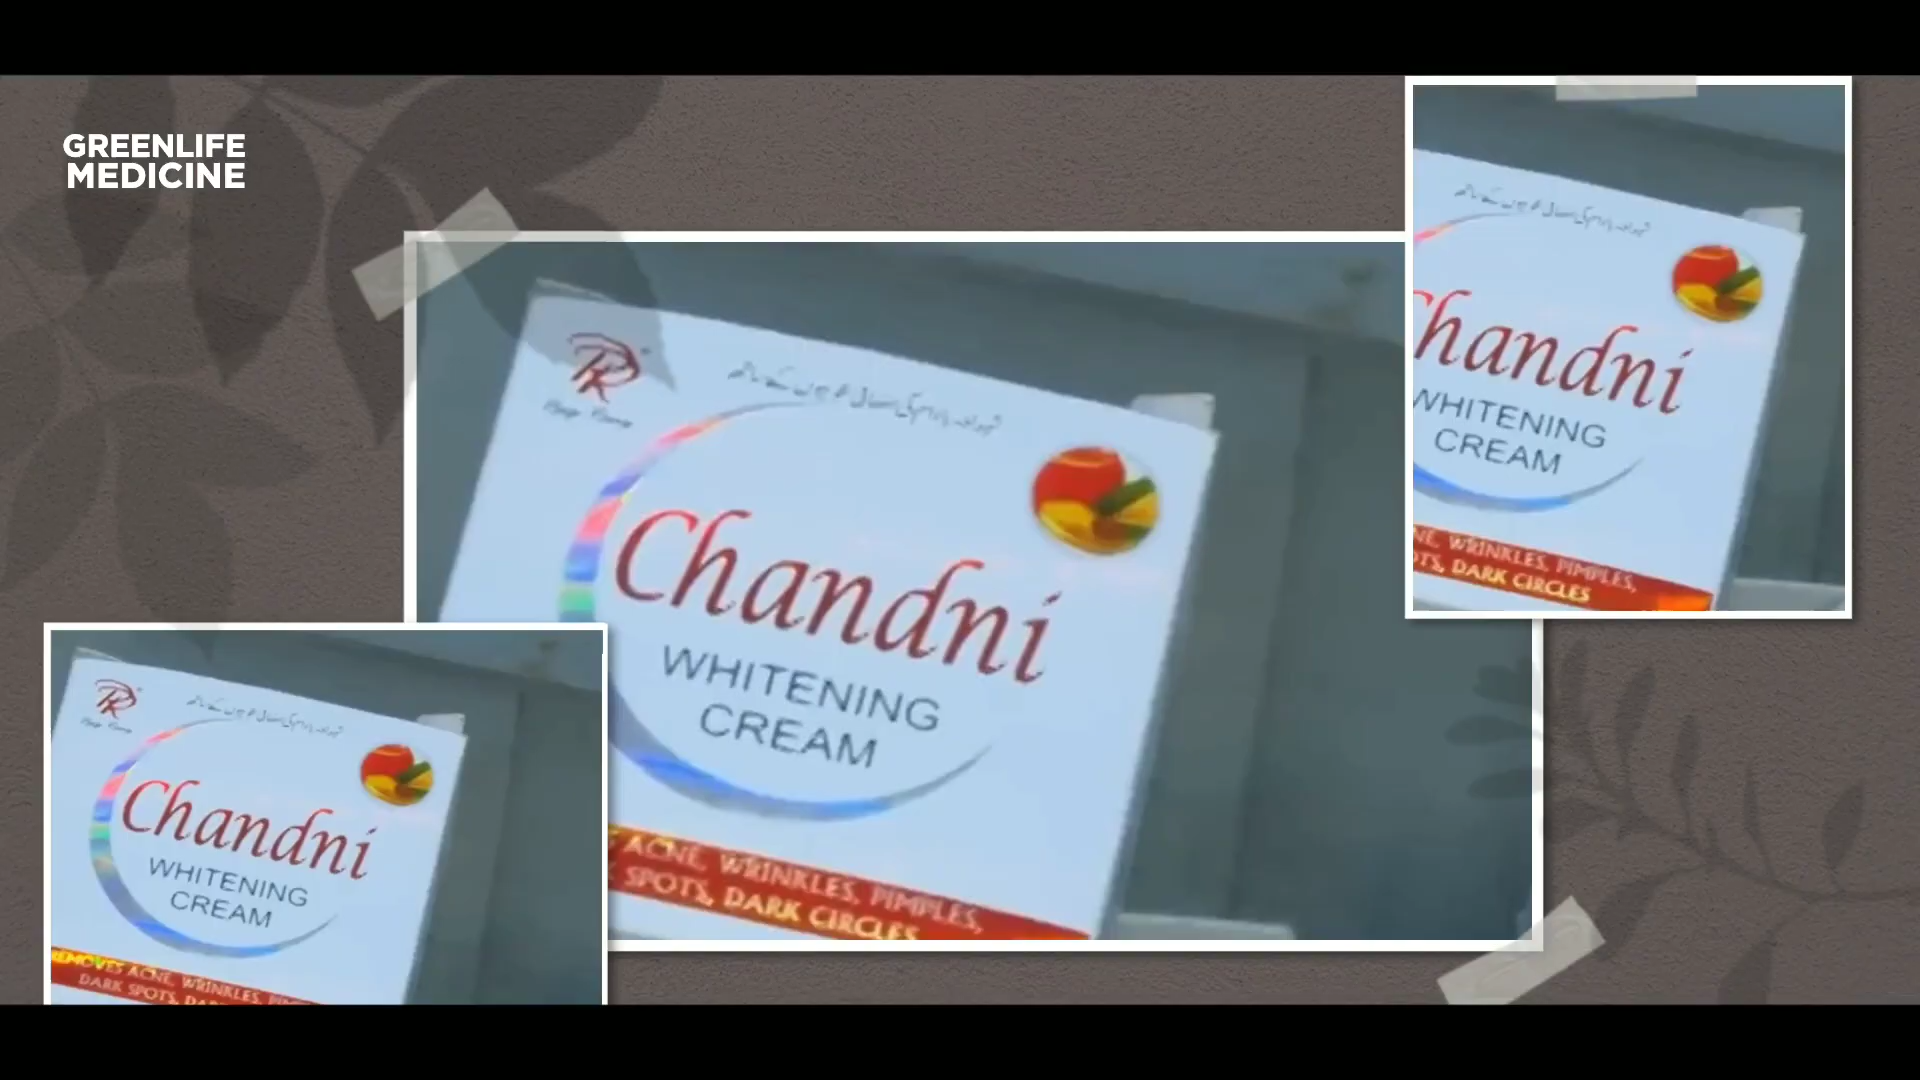 GREENLIFE
MEDICINE
Chandni
WHITENING
CREAM
ACNE, WRINKLES, PIMPLES,
SPOTS, DARK CIRCLES
handni
WHITENING
CREAM
WRINKLES, PIMPLES,
DARK CIRCLES
Chandni
WHITENING
CREAM
REMOVES ACNE, WRINKLES,
DARK SPOTS,